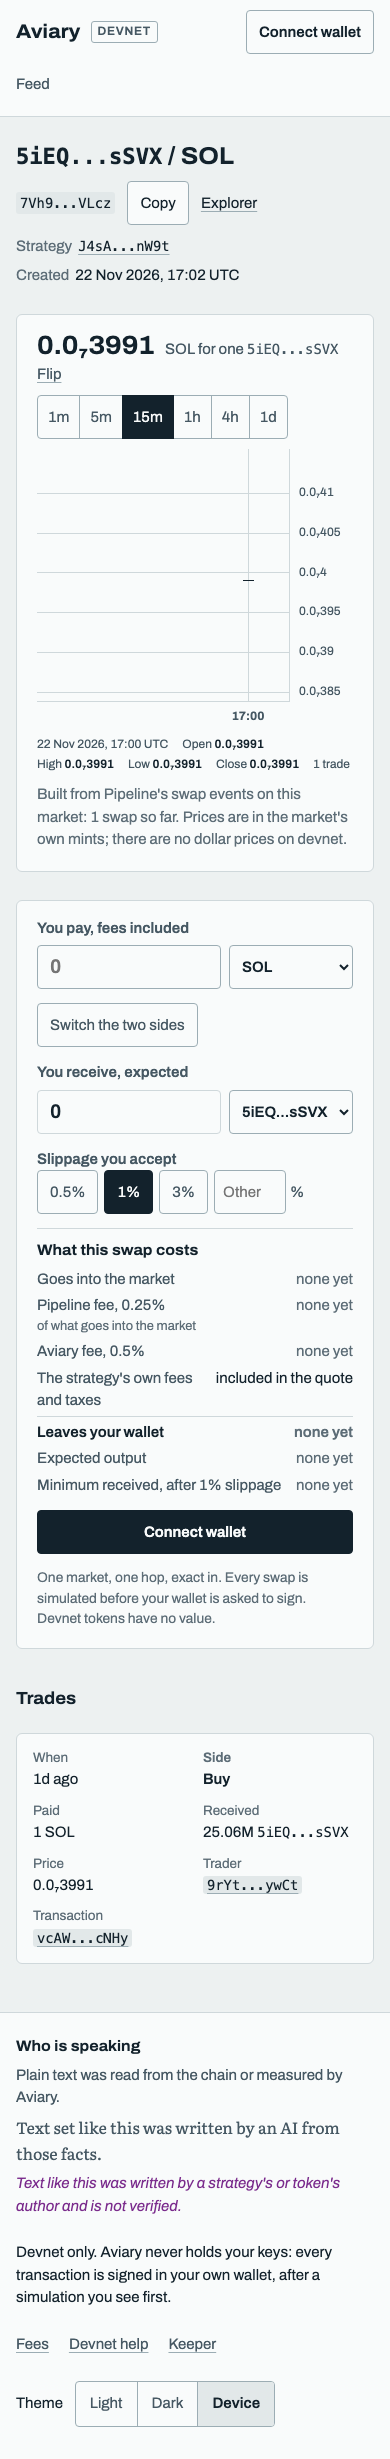 Aviary DEVNET Connect wallet
Feed
5iEQ...sSVX / SOL
7Vh9...VLcz Copy Explorer
Strategy J4sA...nW9t
Created 22 Nov 2026, 17:02 UTC
0.0₇3991 SOL for one 5iEQ...sSVX
Flip
1m 5m 15m 1h 4h 1d
0.0₇41
0.0₇405
0.0₇4
0.0₇395
0.0₇39
0.0₇385
17:00
22 Nov 2026, 17:00 UTC Open 0.0₇3991
High 0.0₇3991 Low 0.0₇3991 Close 0.0₇3991 1 trade
Built from Pipeline's swap events on this
market: 1 swap so far. Prices are in the market's
own mints; there are no dollar prices on devnet.
You pay, fees included
0 SOL
Switch the two sides
You receive, expected
0 5iEQ...sSVX
Slippage you accept
0.5% 1% 3% Other %
What this swap costs
Goes into the market none yet
Pipeline fee, 0.25% none yet
of what goes into the market
Aviary fee, 0.5% none yet
The strategy's own fees included in the quote
and taxes
Leaves your wallet none yet
Expected output none yet
Minimum received, after 1% slippage none yet
Connect wallet
One market, one hop, exact in. Every swap is
simulated before your wallet is asked to sign.
Devnet tokens have no value.
Trades
When Side
1d ago Buy
Paid Received
1 SOL 25.06M 5iEQ...sSVX
Price Trader
0.0₇3991 9rYt...ywCt
Transaction
vcAW...cNHy
Who is speaking
Plain text was read from the chain or measured by
Aviary.
Text set like this was written by an AI from
those facts.
Text like this was written by a strategy's or token's
author and is not verified.
Devnet only. Aviary never holds your keys: every
transaction is signed in your own wallet, after a
simulation you see first.
Fees Devnet help Keeper
Theme Light Dark Device